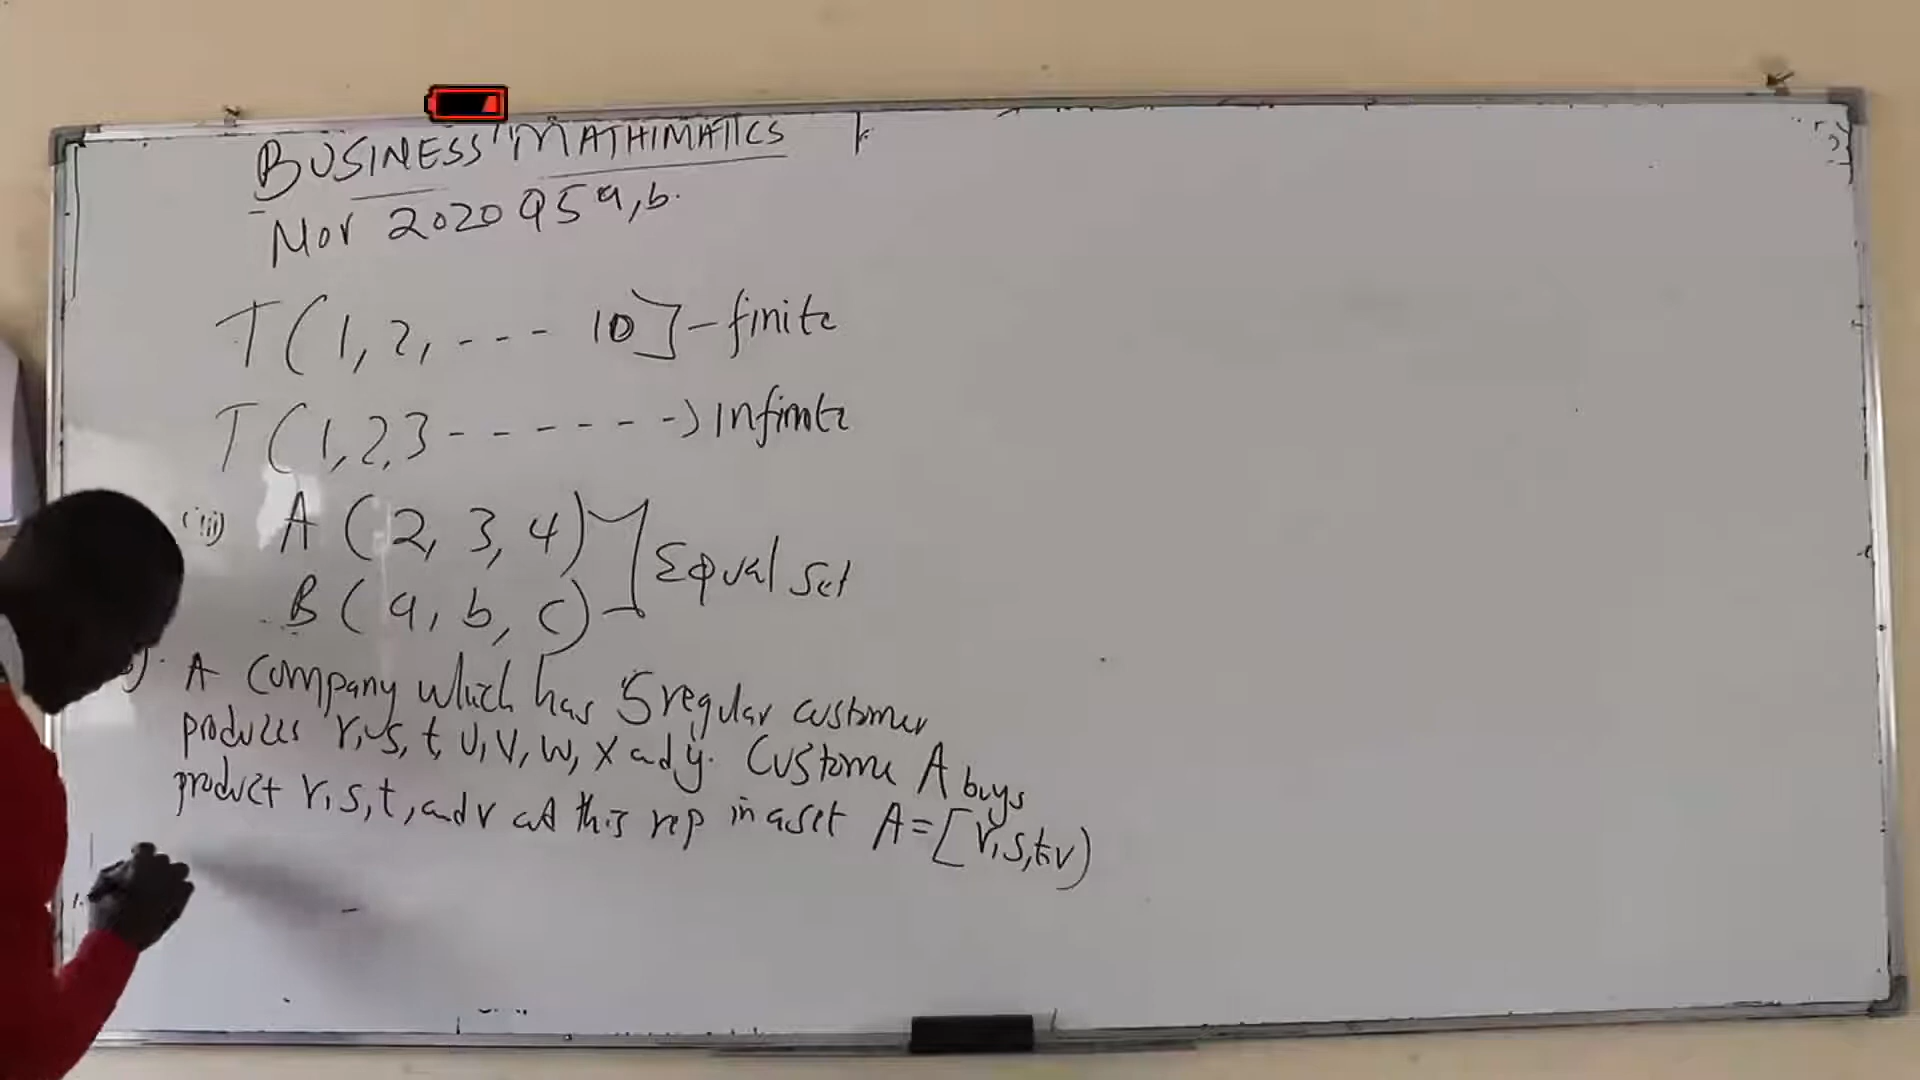 BUSINESS MATHIMATICS
Nov 2020 Q5 a,b.
T(1, 2, - - - - 10] - finite
T(1,2,3 - - - - - - -) Infinite
(iii) A (2, 3, 4)
B (a, b, c)
Equal set
A Company which has 5 regular customer
produces r, s, t, u, v, w, x and y. Custome A buys
product r, s, t, and v and this rep in a set A = [r, s, t, v)